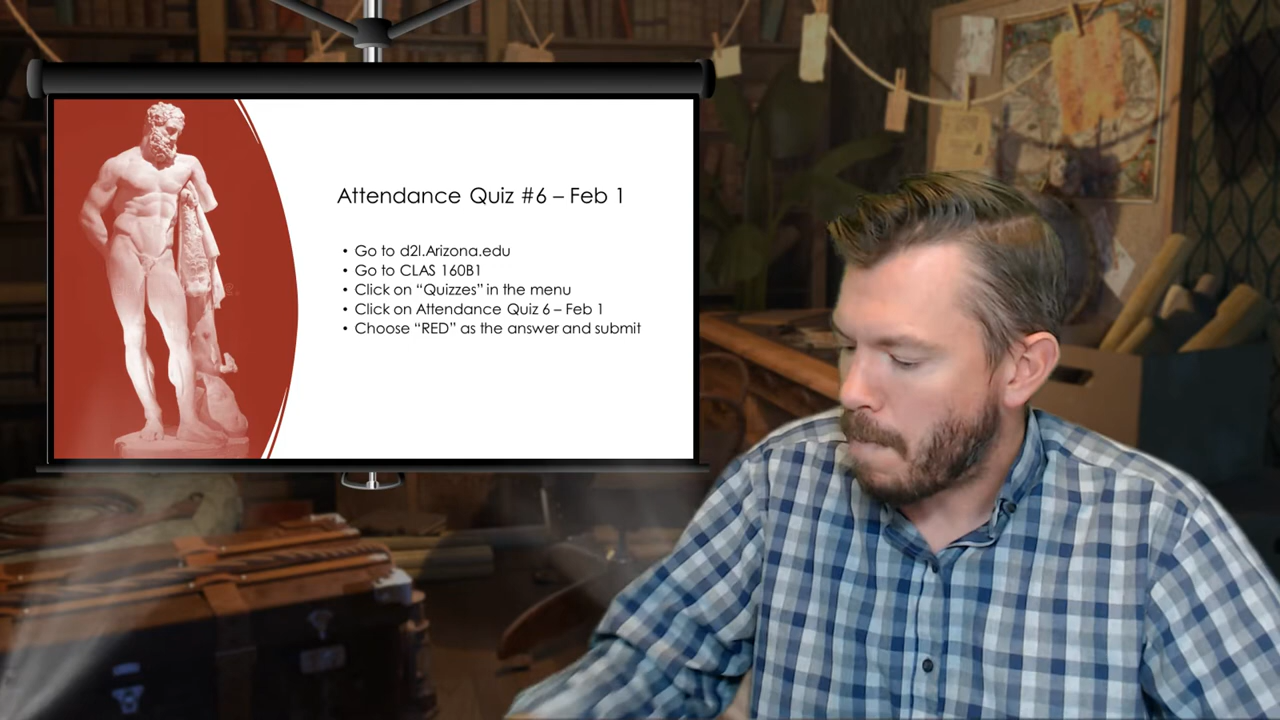 Attendance Quiz #6 – Feb 1
• Go to d2l.Arizona.edu
• Go to CLAS 160B1
• Click on “Quizzes” in the menu
• Click on Attendance Quiz 6 – Feb 1
• Choose “RED” as the answer and submit